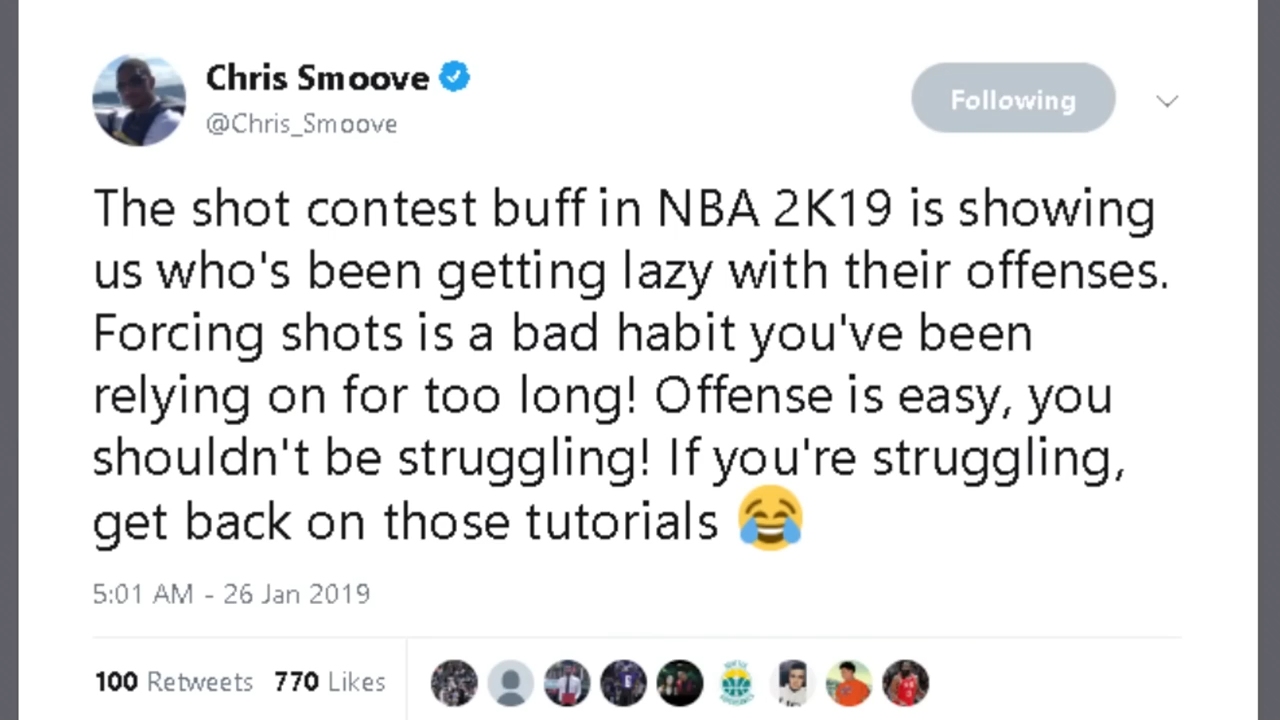 Chris Smoove
@Chris_Smoove
Following
The shot contest buff in NBA 2K19 is showing
us who's been getting lazy with their offenses.
Forcing shots is a bad habit you've been
relying on for too long! Offense is easy, you
shouldn't be struggling! If you're struggling,
get back on those tutorials 😂
5:01 AM - 26 Jan 2019
100 Retweets 770 Likes